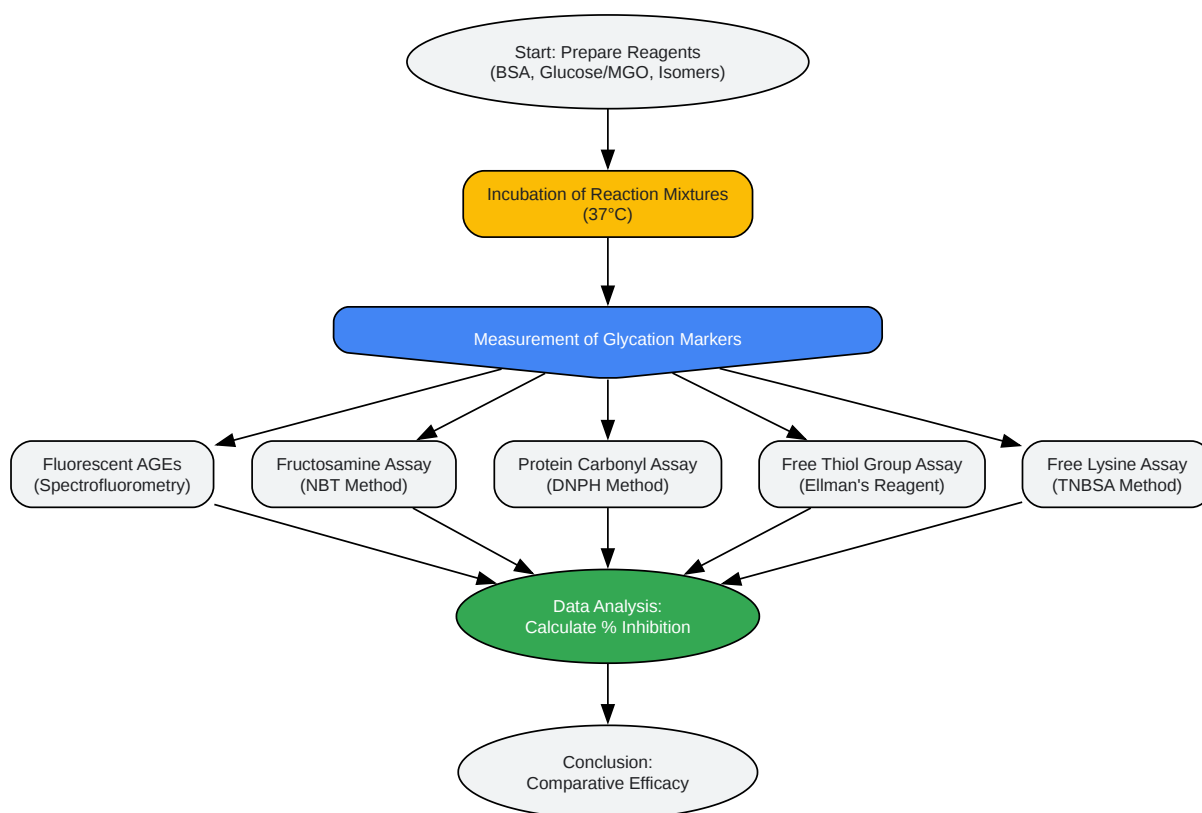 Start: Prepare Reagents
(BSA, Glucose/MGO, Isomers)
Incubation of Reaction Mixtures
(37°C)
Measurement of Glycation Markers
Fluorescent AGEs
(Spectrofluorometry)
Fructosamine Assay
(NBT Method)
Protein Carbonyl Assay
(DNPH Method)
Free Thiol Group Assay
(Ellman's Reagent)
Free Lysine Assay
(TNBSA Method)
Data Analysis:
Calculate % Inhibition
Conclusion:
Comparative Efficacy